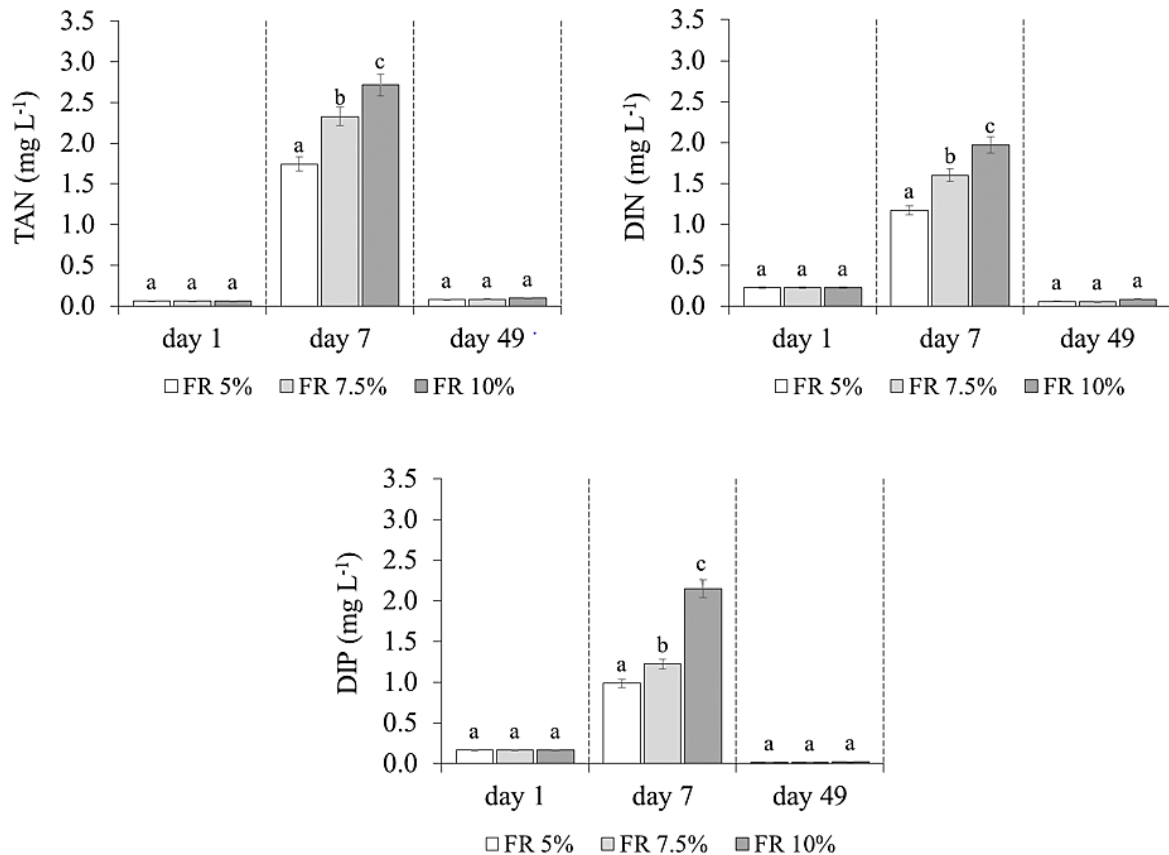 TAN (mg L-1)
3.5
3.0
2.5
2.0
1.5
1.0
0.5
0.0
a a a
a b c
a a a
day 1 day 7 day 49
FR 5% FR 7.5% FR 10%
DIN (mg L-1)
3.5
3.0
2.5
2.0
1.5
1.0
0.5
0.0
a a a
a b c
a a a
day 1 day 7 day 49
FR 5% FR 7.5% FR 10%
DIP (mg L-1)
3.5
3.0
2.5
2.0
1.5
1.0
0.5
0.0
a a a
a b c
a a a
day 1 day 7 day 49
FR 5% FR 7.5% FR 10%